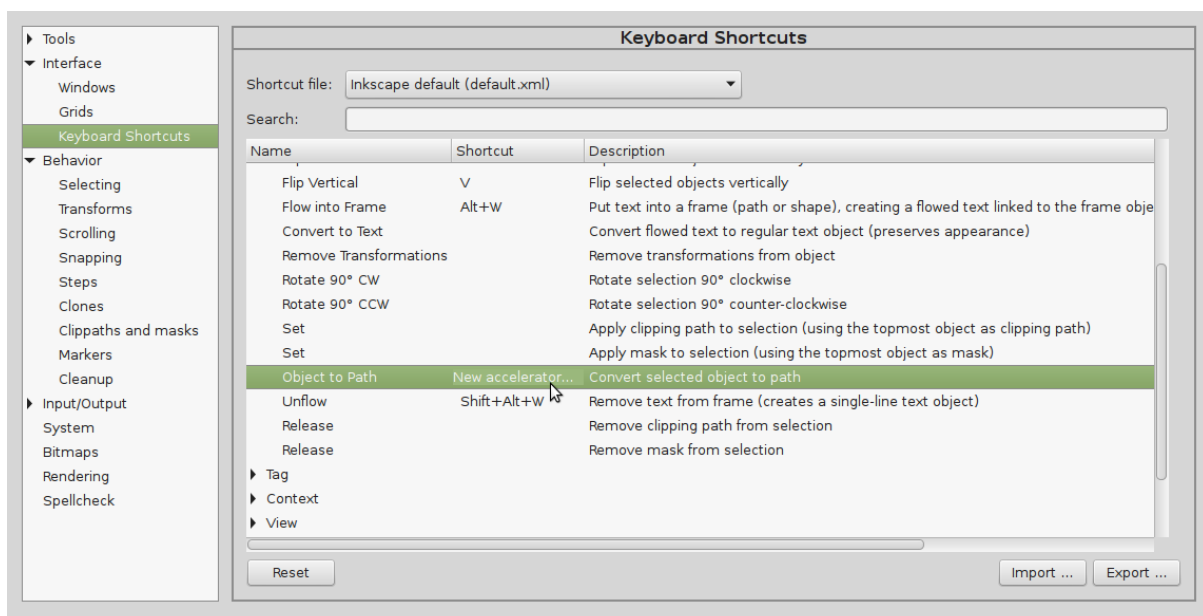 Tools
Interface
Windows
Grids
Keyboard Shortcuts
Behavior
Selecting
Transforms
Scrolling
Snapping
Steps
Clones
Clippaths and masks
Markers
Cleanup
Input/Output
System
Bitmaps
Rendering
Spellcheck
Keyboard Shortcuts
Shortcut file: Inkscape default (default.xml)
Search:
Name Shortcut Description
Flip Vertical V Flip selected objects vertically
Flow into Frame Alt+W Put text into a frame (path or shape), creating a flowed text linked to the frame obje
Convert to Text Convert flowed text to regular text object (preserves appearance)
Remove Transformations Remove transformations from object
Rotate 90° CW Rotate selection 90° clockwise
Rotate 90° CCW Rotate selection 90° counter-clockwise
Set Apply clipping path to selection (using the topmost object as clipping path)
Set Apply mask to selection (using the topmost object as mask)
Object to Path New accelerator... Convert selected object to path
Unflow Shift+Alt+W Remove text from frame (creates a single-line text object)
Release Remove clipping path from selection
Release Remove mask from selection
Tag
Context
View
Reset Import ... Export ...